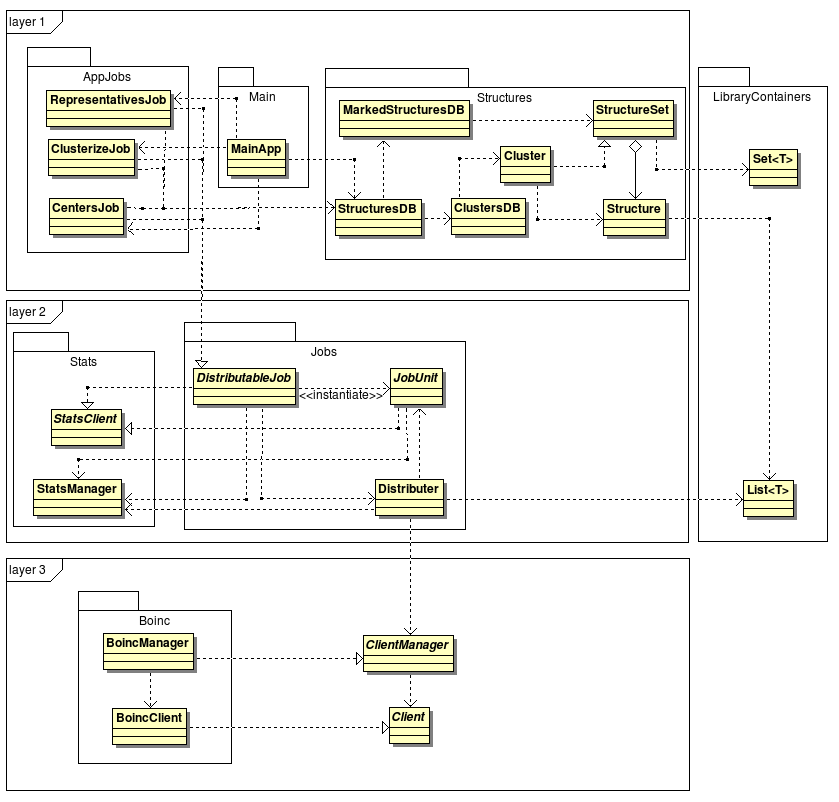 layer 1
AppJobs
RepresentativesJob
ClusterizeJob
CentersJob
Main
MainApp
Structures
MarkedStructuresDB
StructureSet
Cluster
StructuresDB
ClustersDB
Structure
LibraryContainers
Set<T>
List<T>
layer 2
Stats
StatsClient
StatsManager
Jobs
DistributableJob
<<instantiate>>
JobUnit
Distributer
layer 3
Boinc
BoincManager
BoincClient
ClientManager
Client